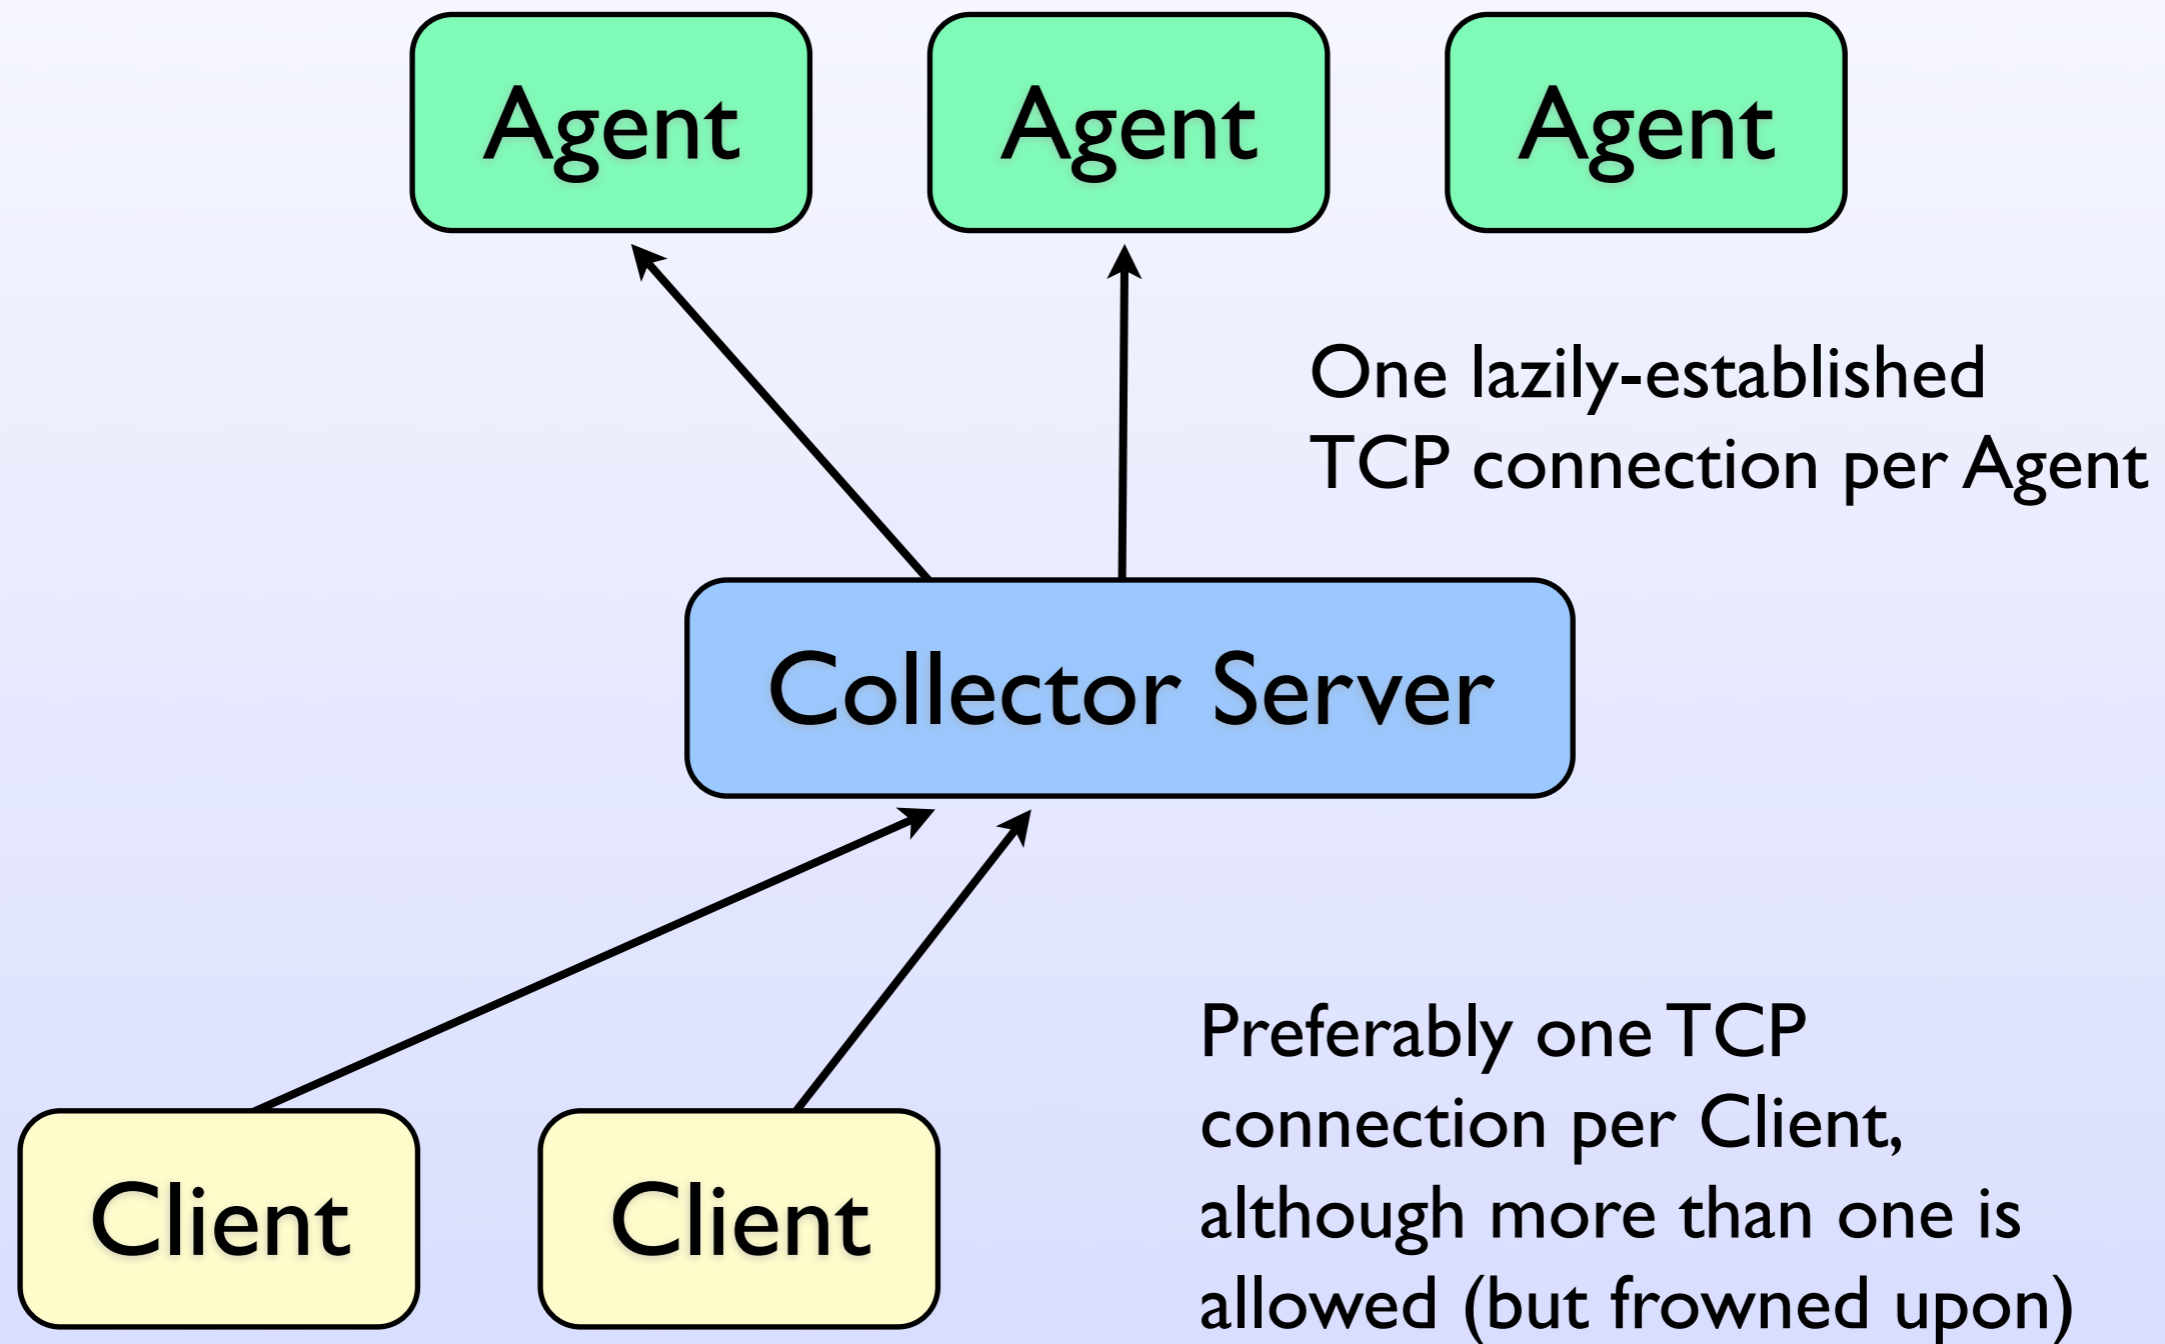 Agent
Agent
Agent
One lazily-established
TCP connection per Agent
Collector Server
Client
Client
Preferably one TCP
connection per Client,
although more than one is
allowed (but frowned upon)